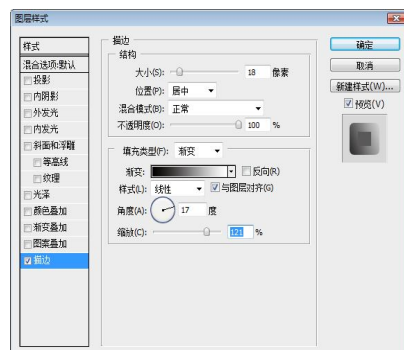 图层样式
样式
混合选项:默认
投影
内阴影
外发光
内发光
斜面和浮雕
等高线
纹理
光泽
颜色叠加
渐变叠加
图案叠加
描边
描边
结构
大小(S): 18 像素
位置(P): 居中
混合模式(B): 正常
不透明度(O): 100 %
填充类型(F): 渐变
渐变: 反向(R)
样式(L): 线性 与图层对齐(G)
角度(A): 17 度
缩放(C): 121 %
确定
取消
新建样式(W)...
预览(V)